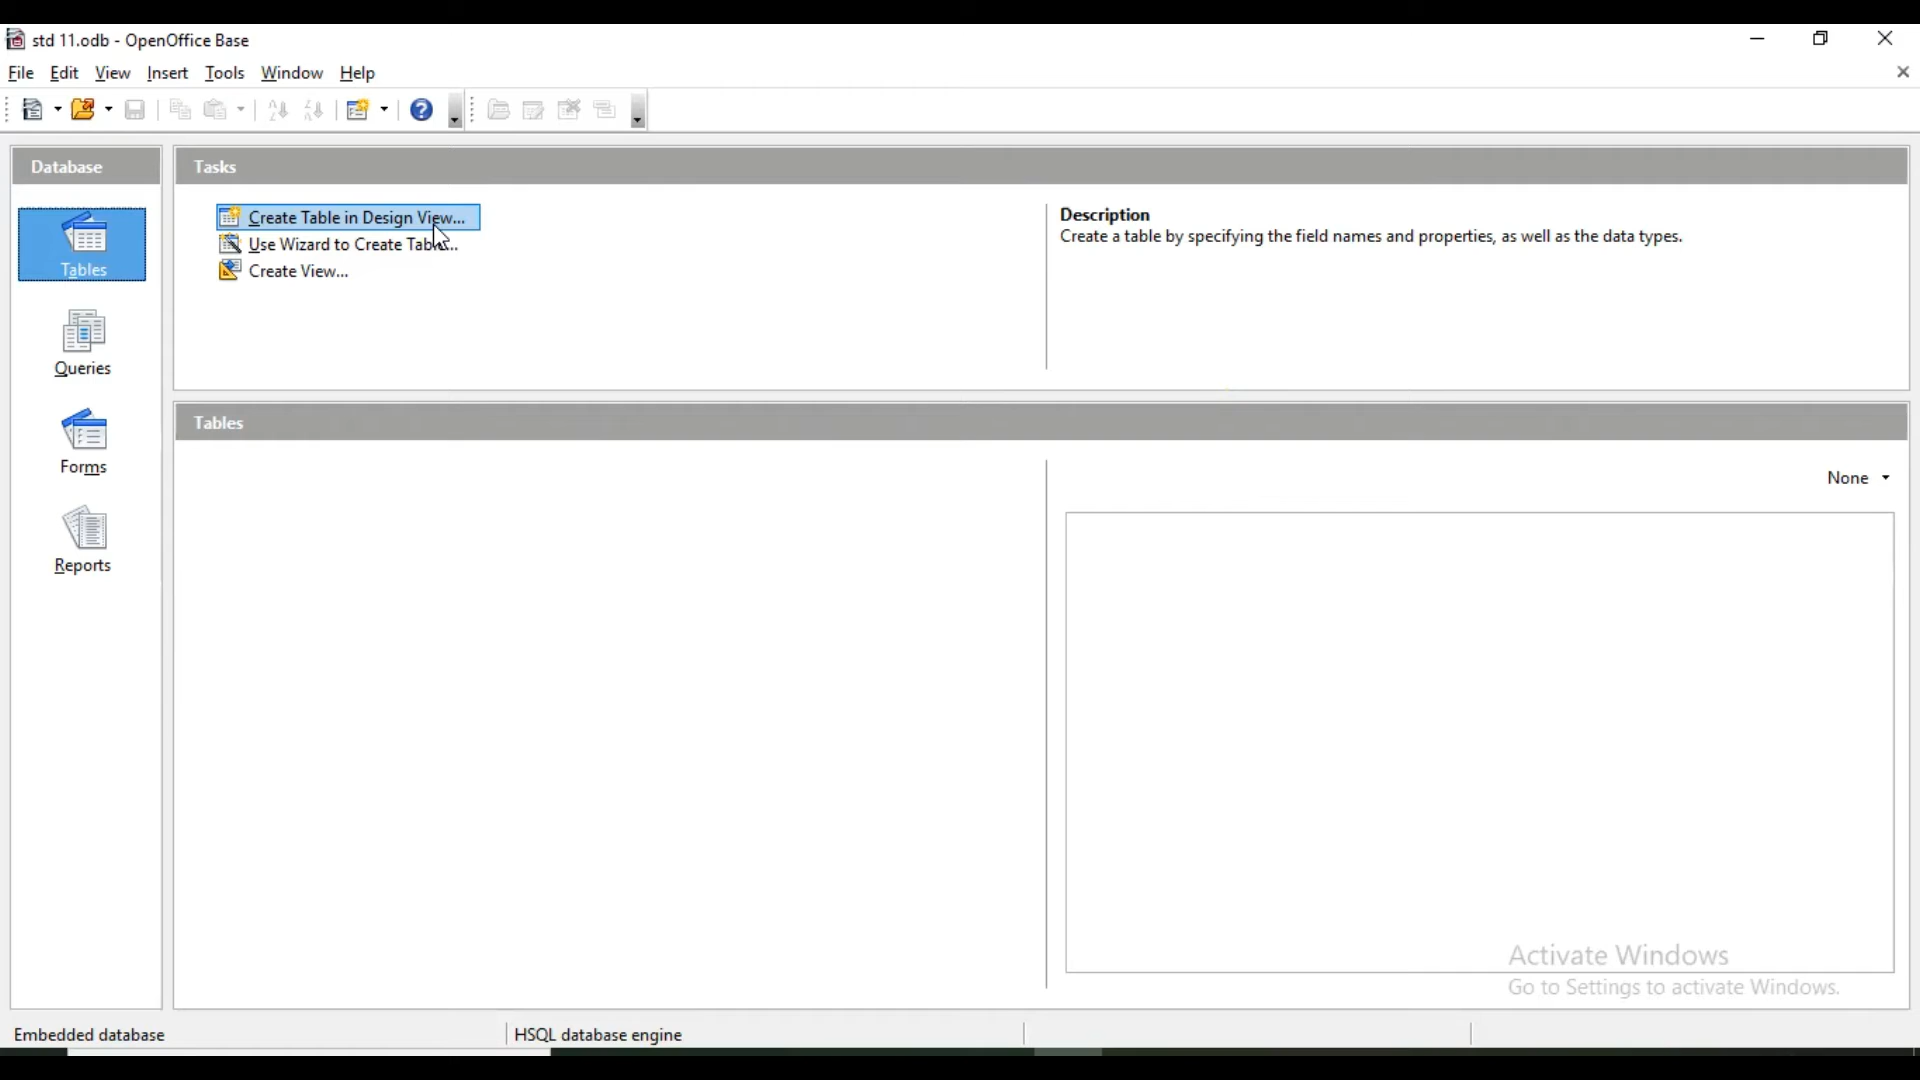 std 11.odb - OpenOffice Base
File Edit View Insert Tools Window Help
Database
Tasks
Create Table in Design View...
Description
Create a table by specifying the field names and properties, as well as the data types.
Use Wizard to Create Table...
Create View...
Tables
Queries
Forms
Reports
Tables
None
Activate Windows
Go to Settings to activate Windows.
Embedded database
HSQL database engine